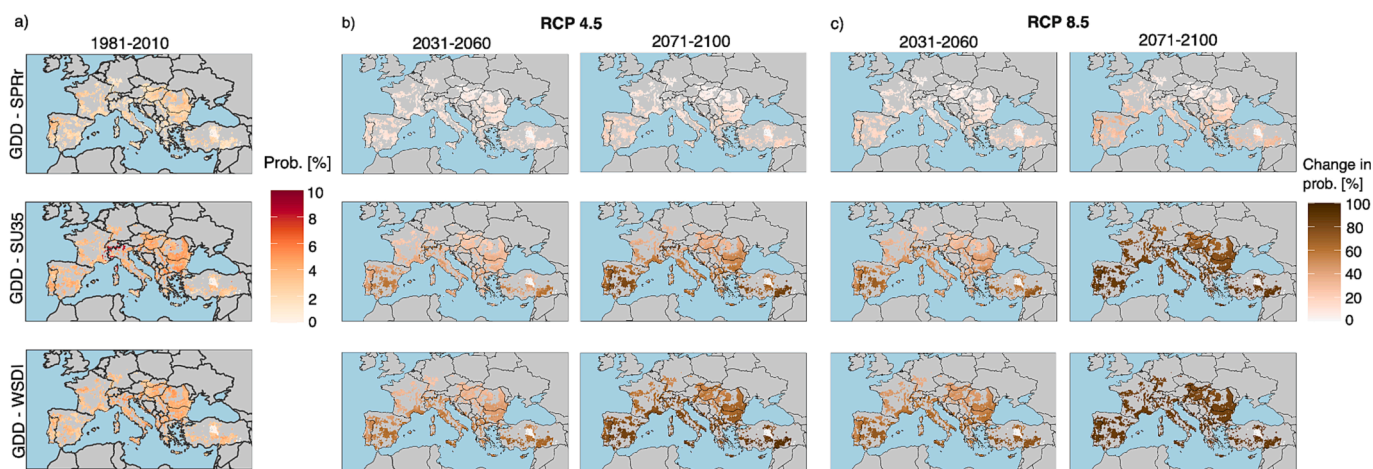 a)
1981-2010
b)
RCP 4.5
2031-2060
2071-2100
c)
RCP 8.5
2031-2060
2071-2100
GDD - SPRr
GDD - SU35
GDD - WSDI
Prob. [%]
10
8
6
4
2
0
Change in
prob. [%]
100
80
60
40
20
0